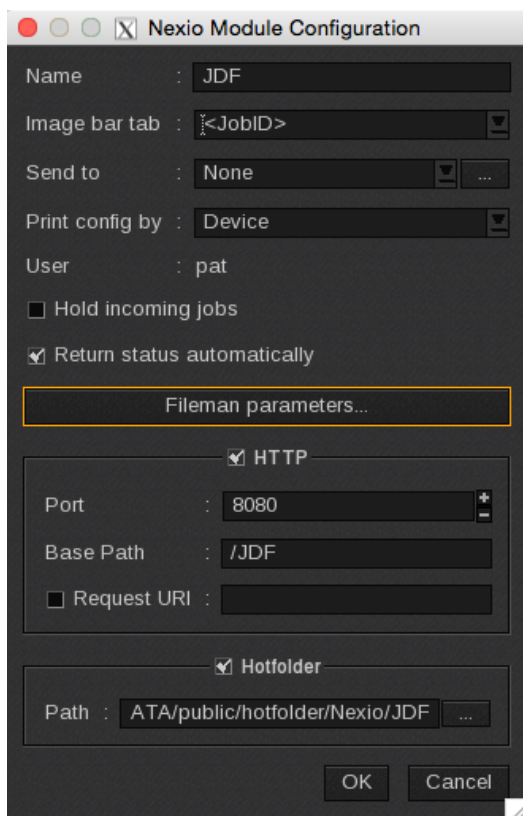 X Nexio Module Configuration
Name : JDF
Image bar tab : <JobID>
Send to : None ...
Print config by : Device
User : pat
Hold incoming jobs
Return status automatically
Fileman parameters...
HTTP
Port : 8080 + -
Base Path : /JDF
Request URI :
Hotfolder
Path : ATA/public/hotfolder/Nexio/JDF ...
OK Cancel